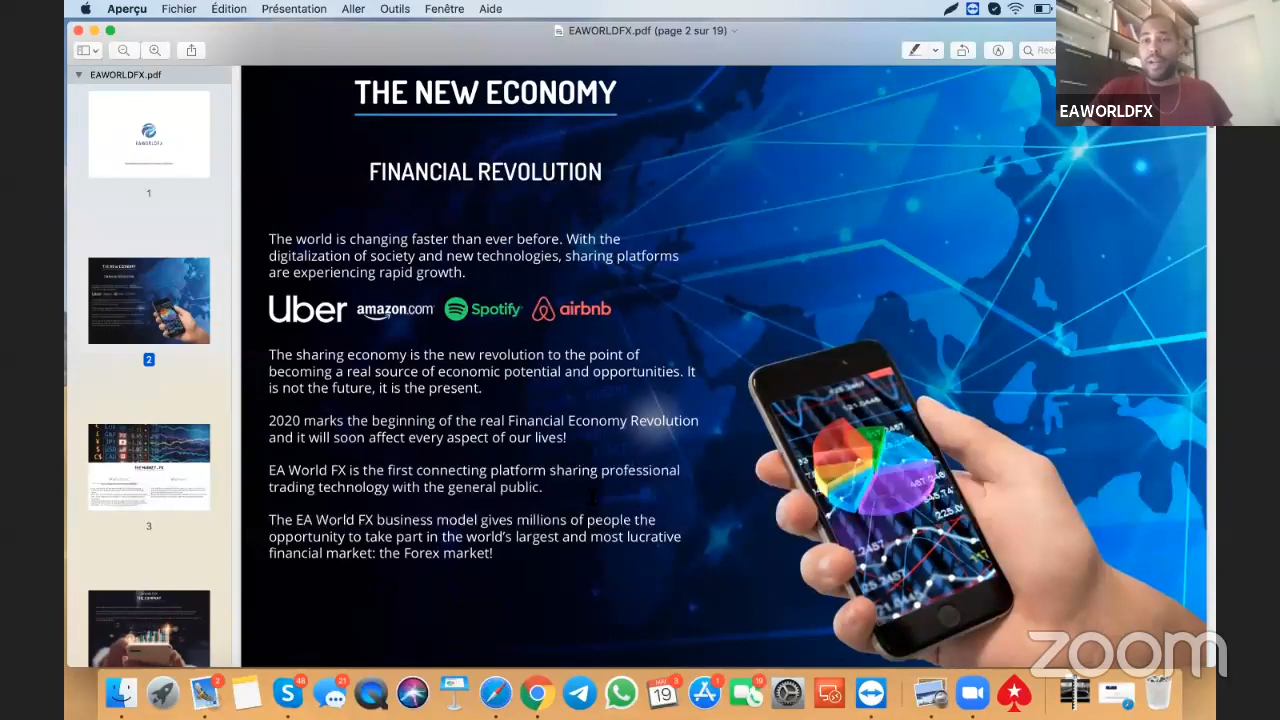 Aperçu Fichier Édition Présentation Aller Outils Fenêtre Aide
EAWORLDFX.pdf (page 2 sur 19)
EAWORLDFX.pdf
EAWORLDFX
THE NEW ECONOMY
FINANCIAL REVOLUTION
The world is changing faster than ever before. With the
digitalization of society and new technologies, sharing platforms
are experiencing rapid growth.
Uber amazon.com Spotify airbnb
The sharing economy is the new revolution to the point of
becoming a real source of economic potential and opportunities. It
is not the future, it is the present.
2020 marks the beginning of the real Financial Economy Revolution
and it will soon affect every aspect of our lives!
EA World FX is the first connecting platform sharing professional
trading technology with the general public.
The EA World FX business model gives millions of people the
opportunity to take part in the world's largest and most lucrative
financial market: the Forex market!
1
2
3
zoom
2
48
21
MAI
19
3
1
19